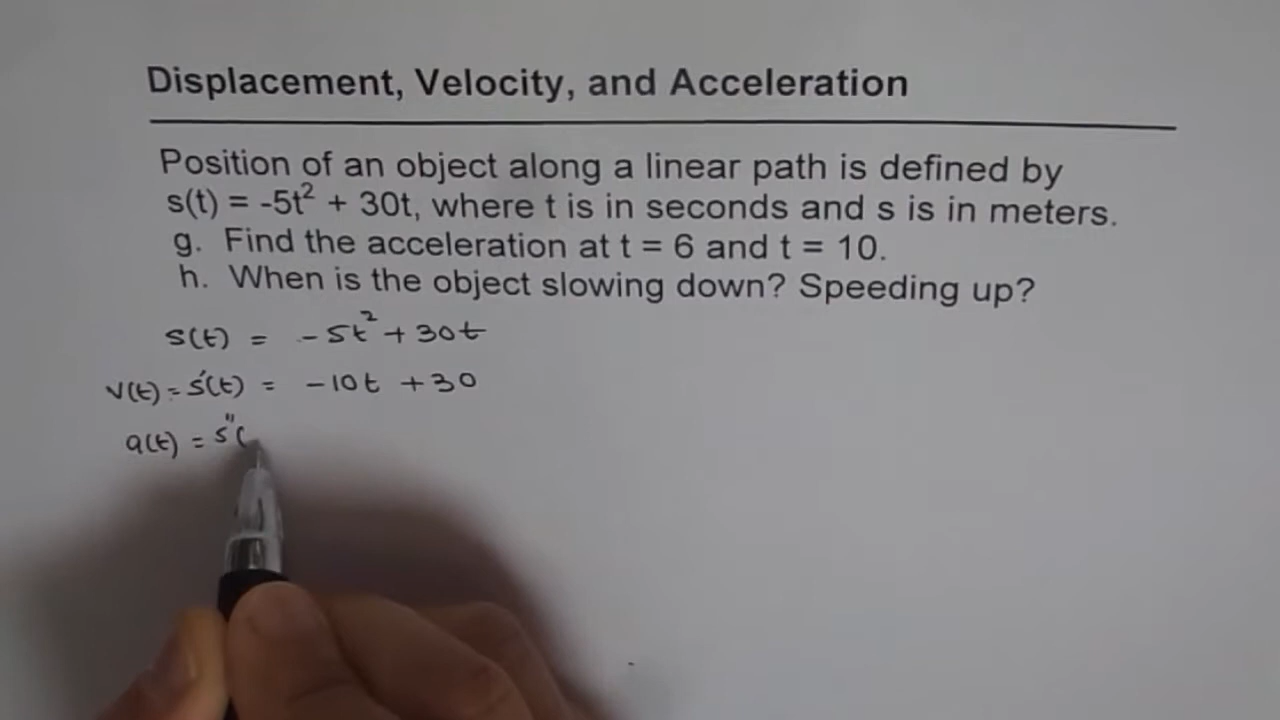 Displacement, Velocity, and Acceleration
Position of an object along a linear path is defined by
s(t) = -5t² + 30t, where t is in seconds and s is in meters.
g. Find the acceleration at t = 6 and t = 10.
h. When is the object slowing down? Speeding up?
s(t) = -5t² + 30t
v(t) = s'(t) = -10t + 30
a(t) = s"(